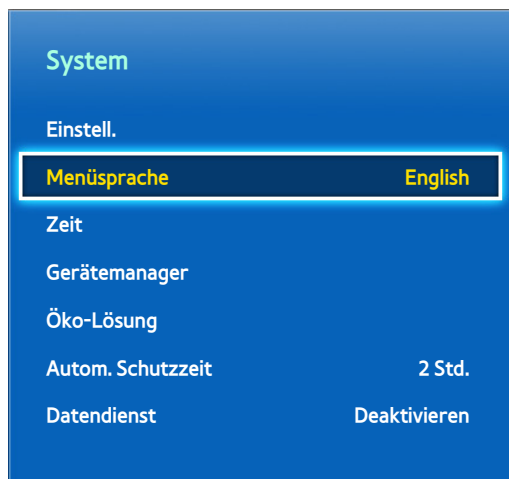 System
Einstell.
Menüsprache English
Zeit
Gerätemanager
Öko-Lösung
Autom. Schutzzeit 2 Std.
Datendienst Deaktivieren